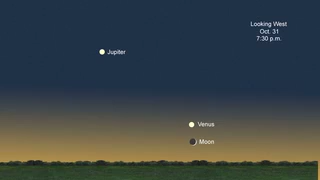 Looking West
Oct. 31
7:30 p.m.
Jupiter
Venus
Moon